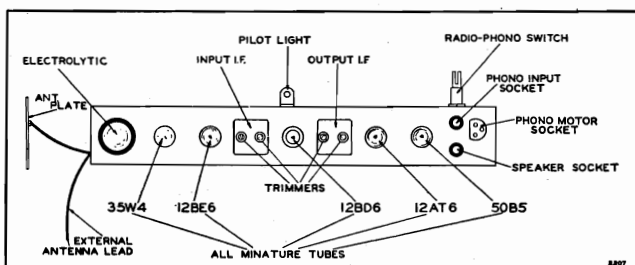 PILOT LIGHT
RADIO-PHONO SWITCH
ELECTROLYTIC
INPUT I.F.
OUTPUT I.F
PHONO INPUT
SOCKET
ANT.
PLATE
PHONO MOTOR
SOCKET
SPEAKER SOCKET
TRIMMERS
35W4
12BE6
12BD6
12AT6
50B5
EXTERNAL
ANTENNA LEAD
ALL MINATURE TUBES